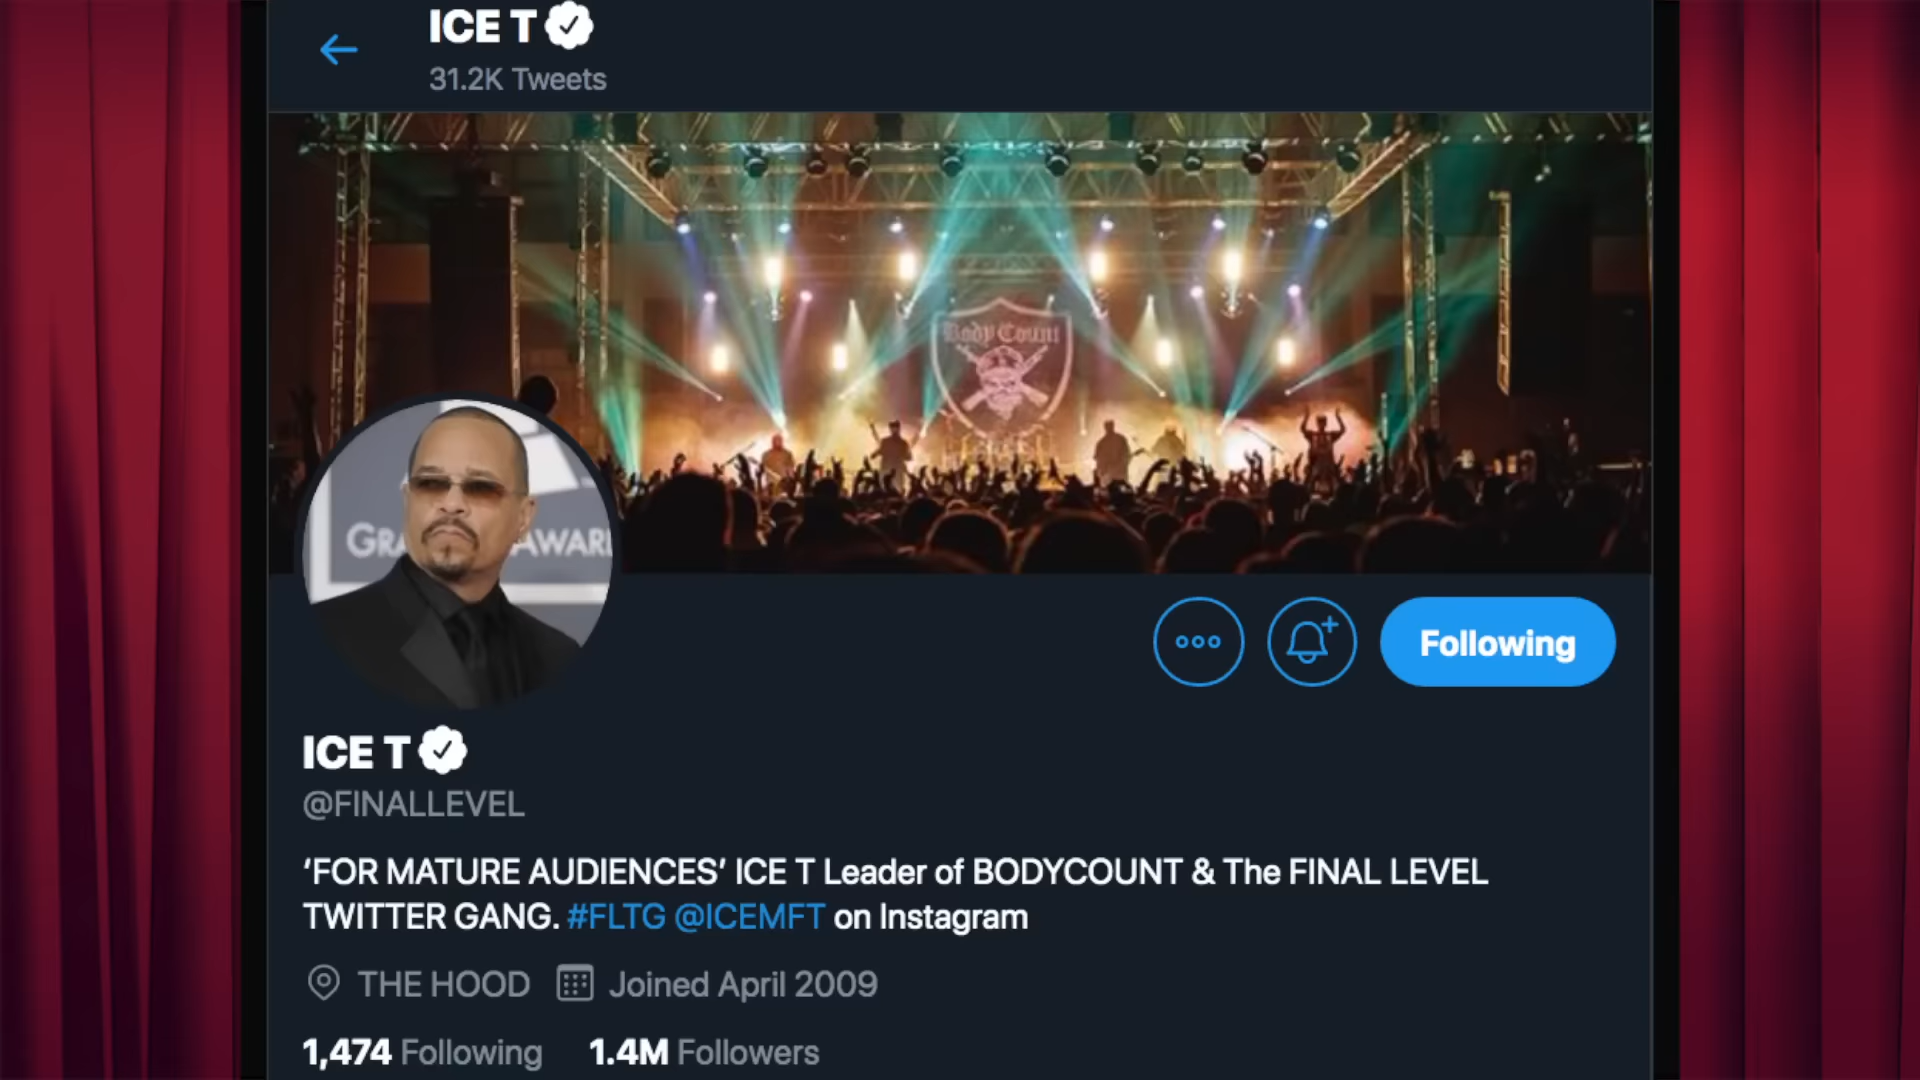 ICE T
31.2K Tweets
Body Count
GRA AWARD
Following
ICE T
@FINALLEVEL
‘FOR MATURE AUDIENCES’ ICE T Leader of BODYCOUNT & The FINAL LEVEL
TWITTER GANG. #FLTG @ICEMFT on Instagram
THE HOOD Joined April 2009
1,474 Following 1.4M Followers